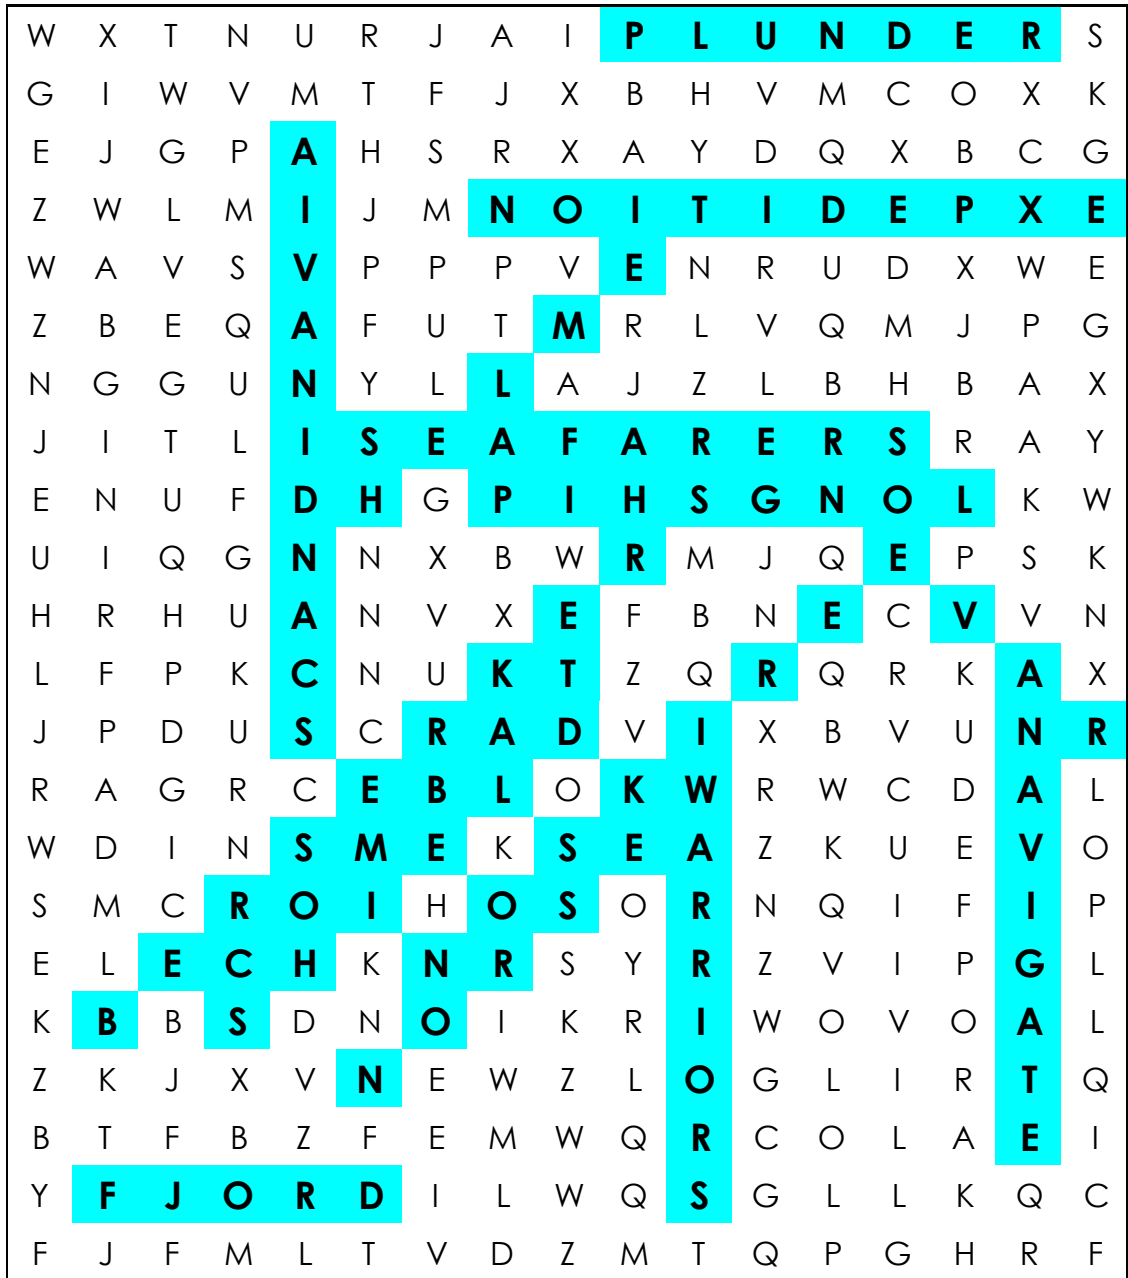 W X T N U R J A I P L U N D E R S
G I W V M T F J X B H V M C O X K
E J G P A H S R X A Y D Q X B C G
Z W L M I J M N O I T I D E P X E
W A V S V P P P V E N R U D X W E
Z B E Q A F U T M R L V Q M J P G
N G G U N Y L L A J Z L B H B A X
J I T L I S E A F A R E R S R A Y
E N U F D H G P I H S G N O L K W
U I Q G N N X B W R M J Q E P S K
H R H U A N V X E F B N E C V V N
L F P K C N U K T Z Q R Q R K A X
J P D U S C R A D V I X B V U N R
R A G R C E B L O K W R W C D A L
W D I N S M E K S E A Z K U E V O
S M C R O I H O S O R N Q I F I P
E L E C H K N R S Y R Z V I P G L
K B B S D N O I K R I W O V O A L
Z K J X V N E W Z L O G L I R T Q
B T F B Z F E M W Q R C O L A E I
Y F J O R D I L W Q S G L L K Q C
F J F M L T V D Z M T Q P G H R F